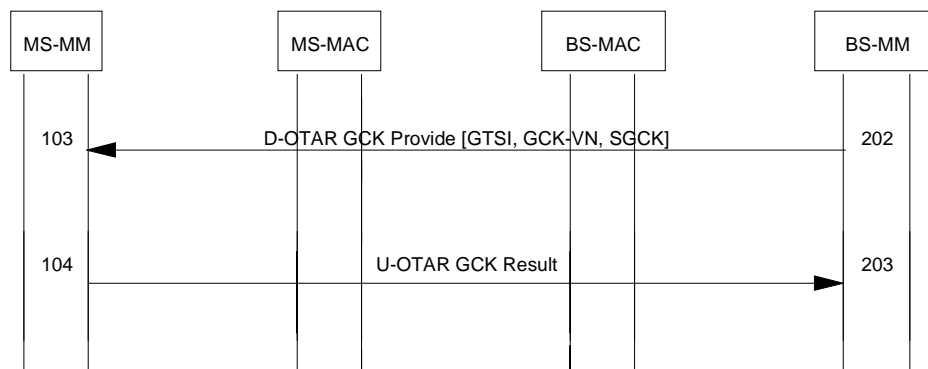 MS-MM
MS-MAC
BS-MAC
BS-MM
103
D-OTAR GCK Provide [GTSI, GCK-VN, SGCK]
202
104
U-OTAR GCK Result
203